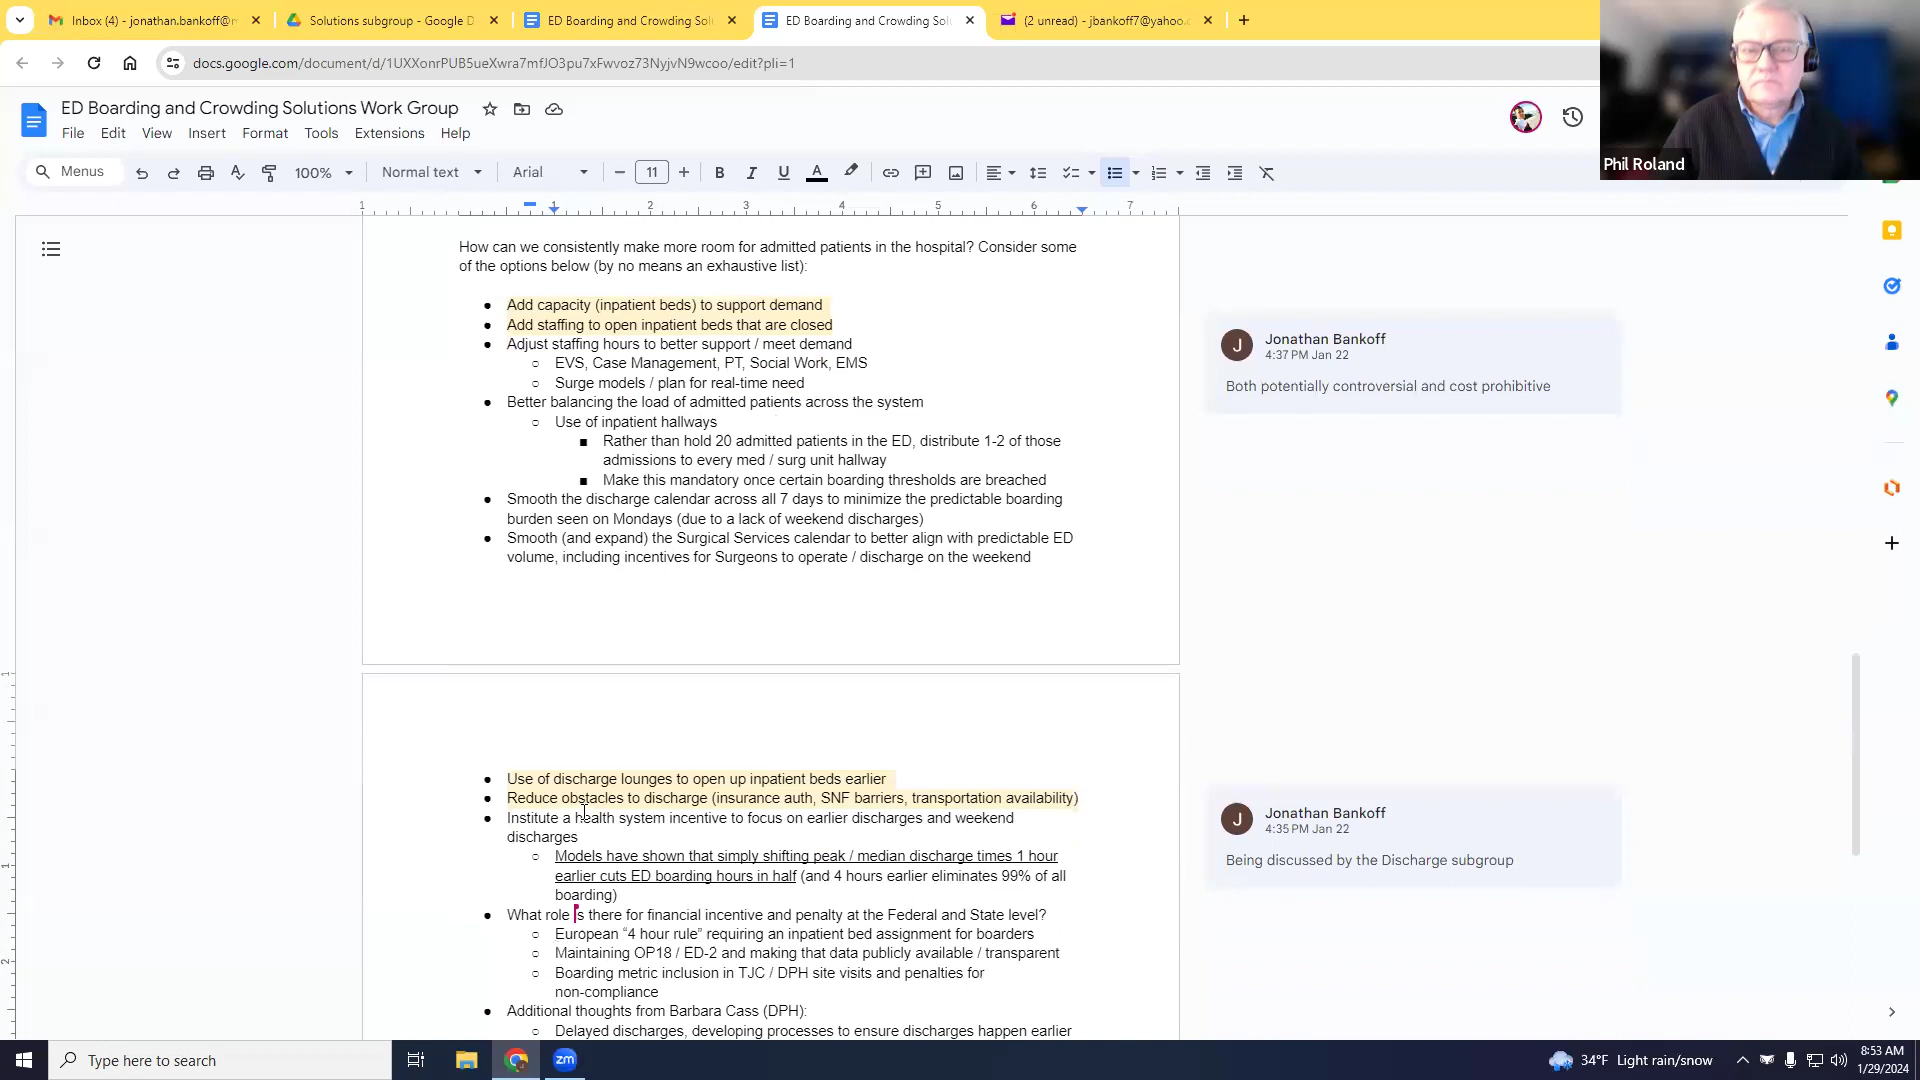 Inbox (4) - jonathan.bankoff@
Solutions subgroup - Google D
ED Boarding and Crowding Sol
ED Boarding and Crowding Sol
(2 unread) - jbankoff7@yahoo.
docs.google.com/document/d/1UXXonrPUB5ueXwra7mfJO3pu7xFwvoz73NyjvN9wcoo/edit?pli=1
Phil Roland
ED Boarding and Crowding Solutions Work Group
File Edit View Insert Format Tools Extensions Help
Menus 100% Normal text Arial 11 B I U A
1 1 2 3 4 5 6 7
How can we consistently make more room for admitted patients in the hospital? Consider some
of the options below (by no means an exhaustive list):
● Add capacity (inpatient beds) to support demand
● Add staffing to open inpatient beds that are closed
● Adjust staffing hours to better support / meet demand
○ EVS, Case Management, PT, Social Work, EMS
○ Surge models / plan for real-time need
● Better balancing the load of admitted patients across the system
○ Use of inpatient hallways
■ Rather than hold 20 admitted patients in the ED, distribute 1-2 of those
admissions to every med / surg unit hallway
■ Make this mandatory once certain boarding thresholds are breached
● Smooth the discharge calendar across all 7 days to minimize the predictable boarding
burden seen on Mondays (due to a lack of weekend discharges)
● Smooth (and expand) the Surgical Services calendar to better align with predictable ED
volume, including incentives for Surgeons to operate / discharge on the weekend
J Jonathan Bankoff
4:37 PM Jan 22
Both potentially controversial and cost prohibitive
● Use of discharge lounges to open up inpatient beds earlier
● Reduce obstacles to discharge (insurance auth, SNF barriers, transportation availability)
● Institute a health system incentive to focus on earlier discharges and weekend
discharges
○ Models have shown that simply shifting peak / median discharge times 1 hour
earlier cuts ED boarding hours in half (and 4 hours earlier eliminates 99% of all
boarding)
● What role is there for financial incentive and penalty at the Federal and State level?
○ European “4 hour rule” requiring an inpatient bed assignment for boarders
○ Maintaining OP18 / ED-2 and making that data publicly available / transparent
○ Boarding metric inclusion in TJC / DPH site visits and penalties for
non-compliance
● Additional thoughts from Barbara Cass (DPH):
○ Delayed discharges, developing processes to ensure discharges happen earlier
J Jonathan Bankoff
4:35 PM Jan 22
Being discussed by the Discharge subgroup
1
1
2
Type here to search
zm
34°F Light rain/snow
8:53 AM
1/29/2024